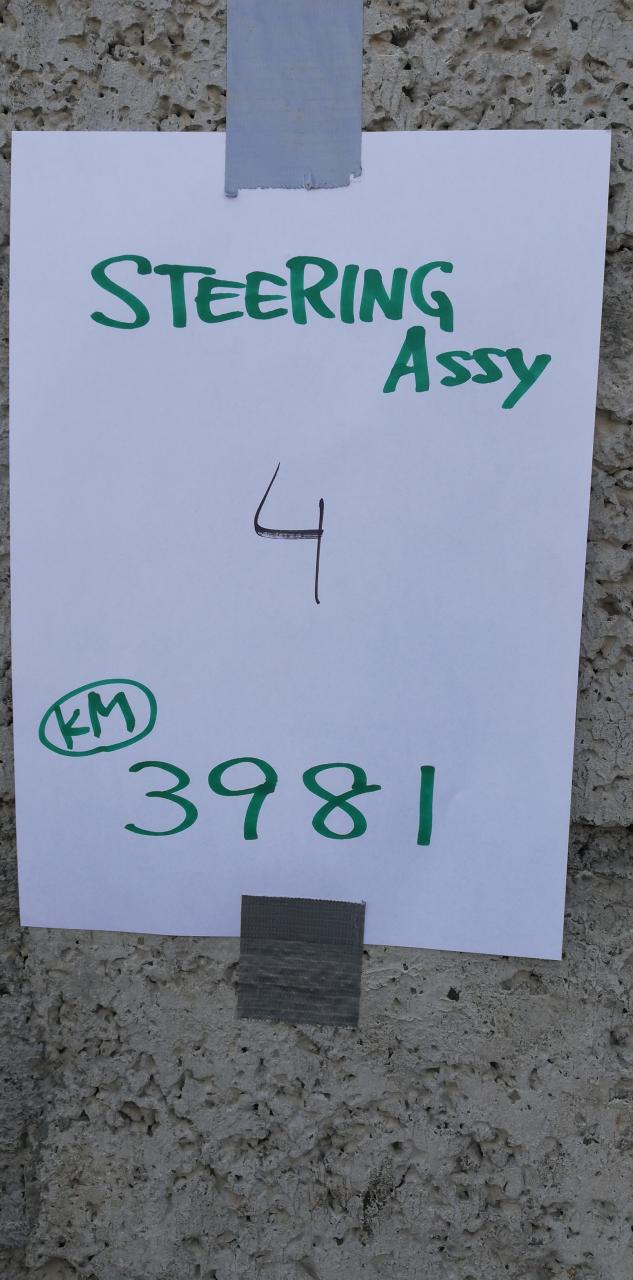 STEERING
Assy
4
KM
3981